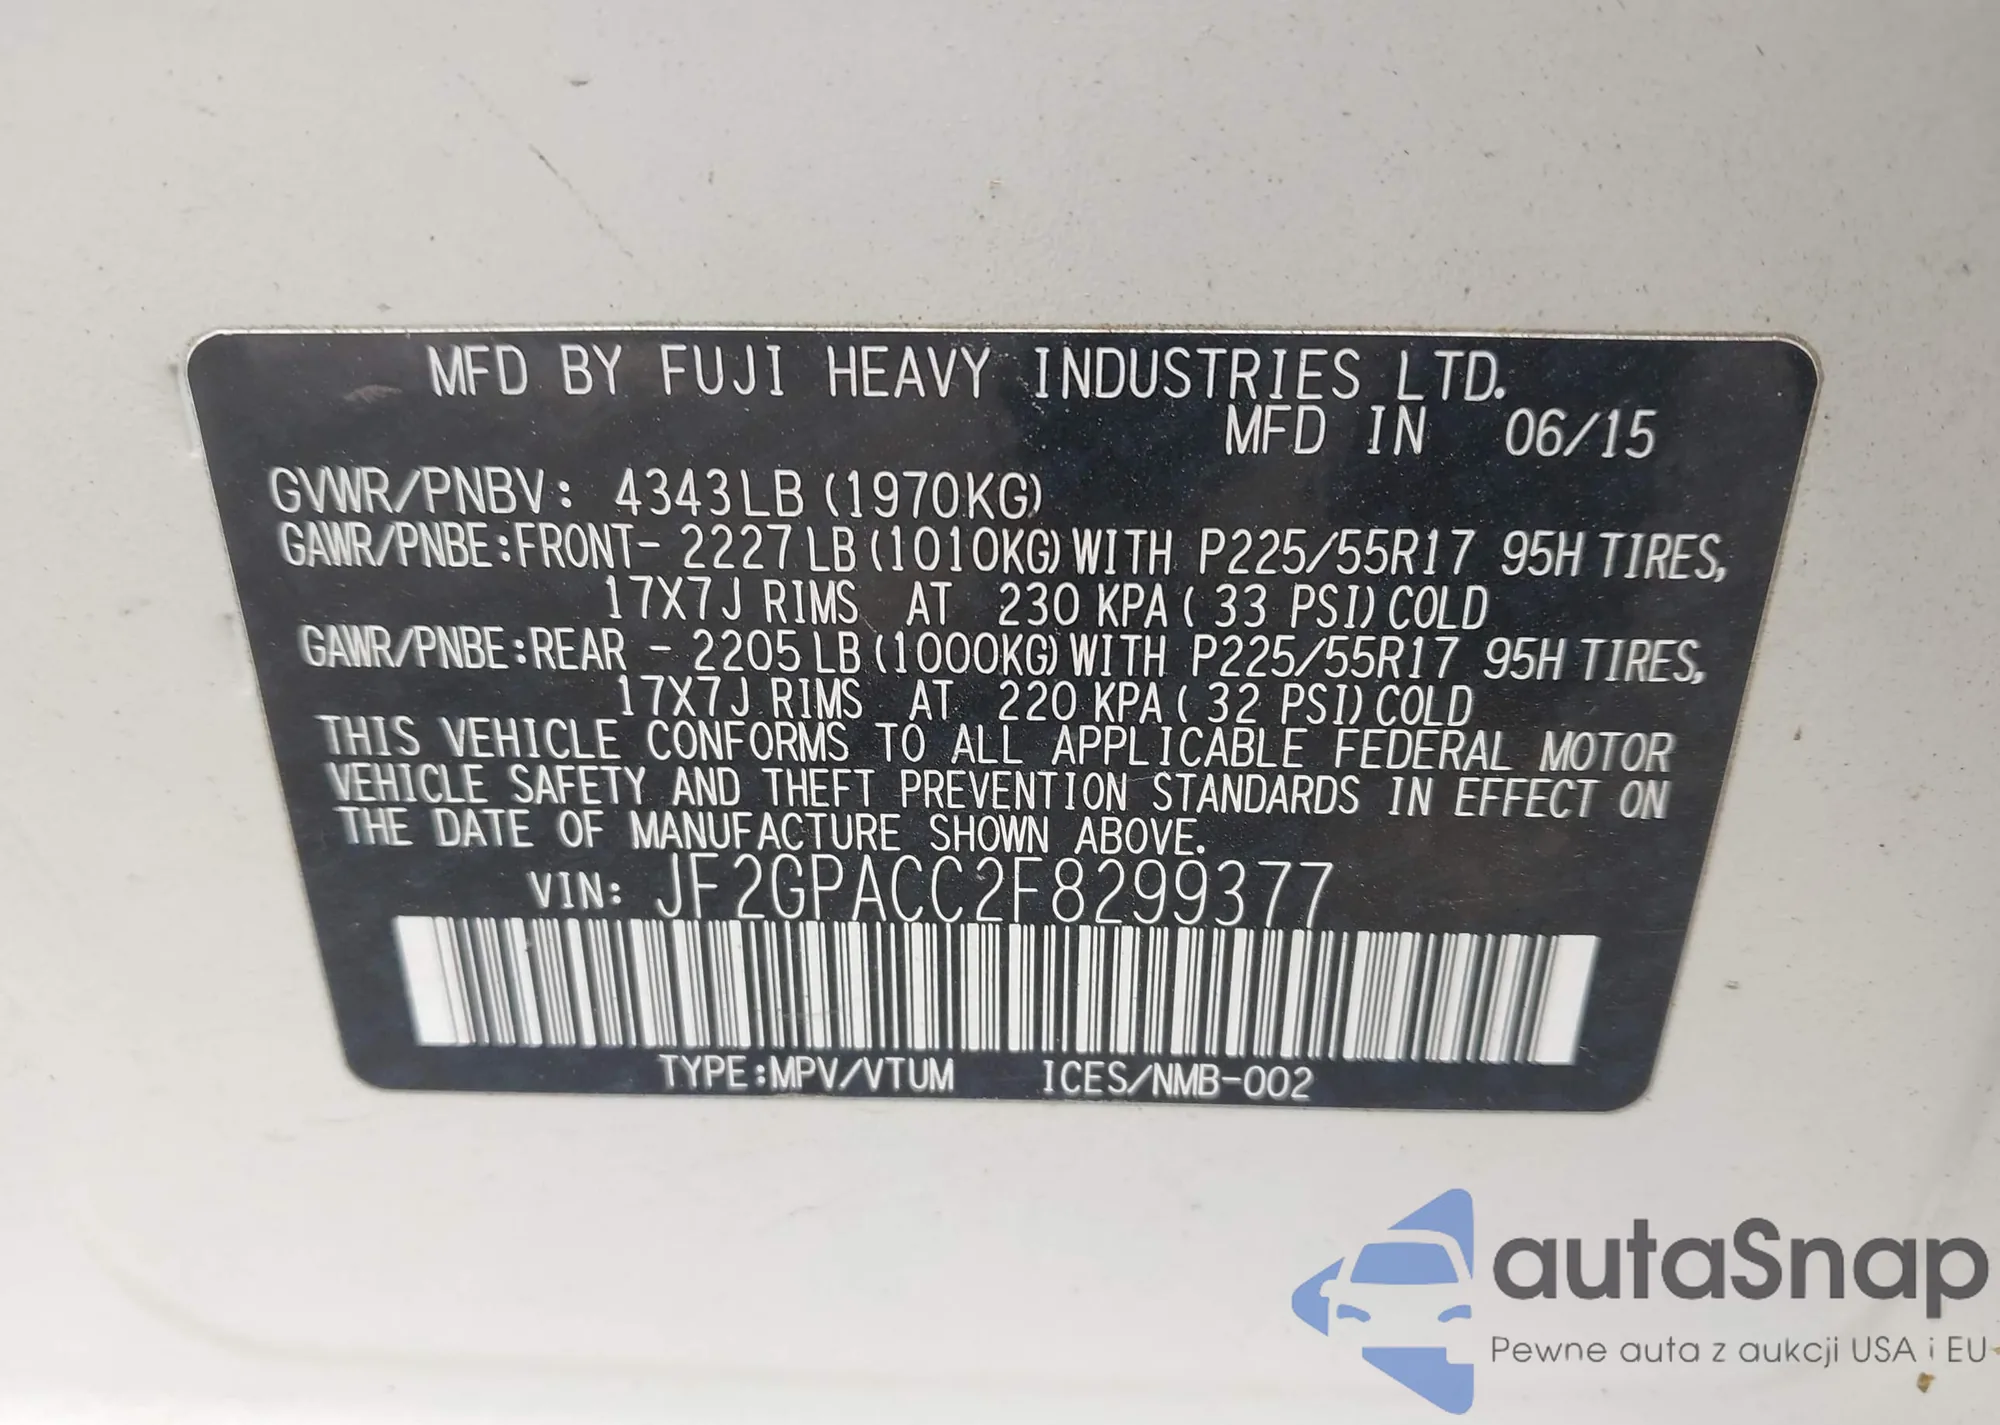 MFD BY FUJI HEAVY INDUSTRIES LTD.
MFD IN 06/15
GVWR/PNBV: 4343LB (1970KG)
GAWR/PNBE:FRONT- 2227LB (1010KG) WITH P225/55R17 95H TIRES,
17X7J RIMS AT 230 KPA ( 33 PSI) COLD
GAWR/PNBE:REAR - 2205LB (1000KG) WITH P225/55R17 95H TIRES,
17X7J RIMS AT 220 KPA ( 32 PSI) COLD
THIS VEHICLE CONFORMS TO ALL APPLICABLE FEDERAL MOTOR
VEHICLE SAFETY AND THEFT PREVENTION STANDARDS IN EFFECT ON
THE DATE OF MANUFACTURE SHOWN ABOVE.
VIN: JF2GPACC2F8299377
TYPE:MPV/VTUM ICES/NMB-002
autaSnap
Pewne auta z aukcji USA i EU